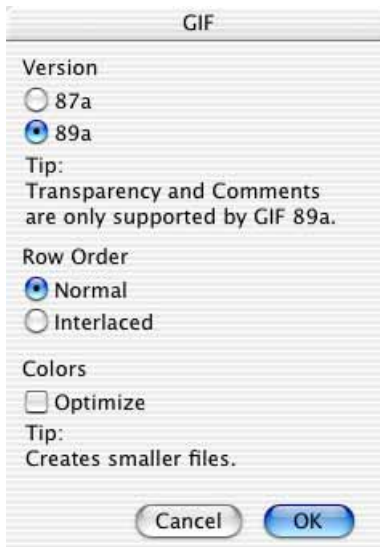 GIF
Version
87a
89a
Tip:
Transparency and Comments
are only supported by GIF 89a.
Row Order
Normal
Interlaced
Colors
Optimize
Tip:
Creates smaller files.
Cancel OK